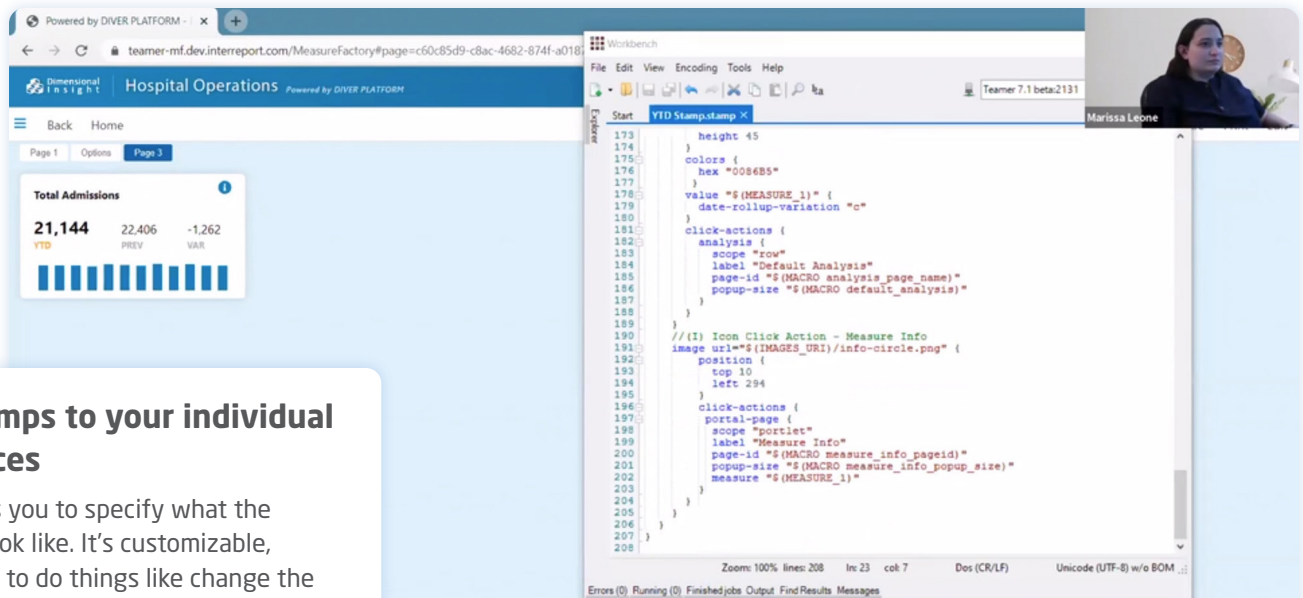 Powered by DIVER PLATFORM -
teamer-mf.dev.interreport.com/MeasureFactory#page=c60c85d9-c8ac-4682-874f-a0187
Dimensional Insight
Hospital Operations Powered by DIVER PLATFORM
Back Home
Page 1 Options Page 3
Total Admissions
21,144 22,406 -1,262
YTD PREV VAR
Workbench
File Edit View Encoding Tools Help
Teamer 7.1 beta:2131
Marissa Leone
Explorer
Start YTD Stamp.stamp
173 height 45
174 }
175 colors {
176 hex "0086B5"
177 }
178 value "$(MEASURE_1)" {
179 date-rollup-variation "c"
180 }
181 click-actions {
182 analysis {
183 scope "row"
184 label "Default Analysis"
185 page-id "$(MACRO analysis_page_name)"
186 popup-size "$(MACRO default_analysis)"
187 }
188 }
189 }
190 //(I) Icon Click Action - Measure Info
191 image url="$(IMAGES_URI)/info-circle.png" {
192 position {
193 top 10
194 left 294
195 }
196 click-actions {
197 portal-page {
198 scope "portlet"
199 label "Measure Info"
200 page-id "$(MACRO measure_info_pageid)"
201 popup-size "$(MACRO measure_info_popup_size)"
202 measure "$(MEASURE_1)"
203 }
204 }
205 }
206 }
207 }
208
Zoom: 100% lines: 208 ln: 23 col: 7 Dos (CR/LF) Unicode (UTF-8) w/o BOM
Errors (0) Running (0) Finished jobs Output Find Results Messages
mps to your individual
ces
s you to specify what the
ok like. It's customizable,
to do things like change the